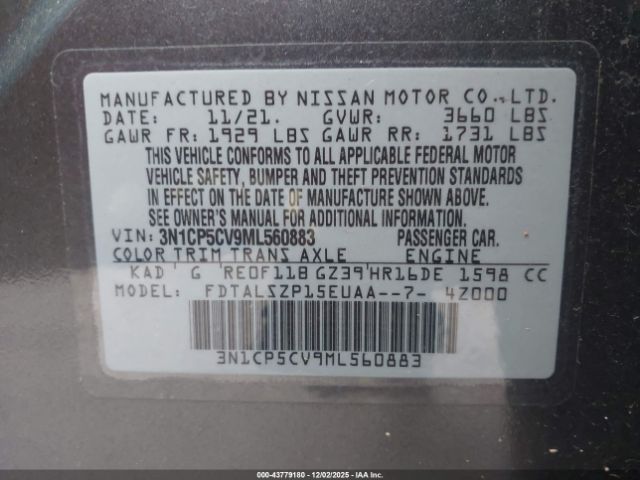 MANUFACTURED BY NISSAN MOTOR CO., LTD.
DATE: 11/21. GVWR: 3660 LBS
GAWR FR: 1929 LBS GAWR RR: 1731 LBS
THIS VEHICLE CONFORMS TO ALL APPLICABLE FEDERAL MOTOR
VEHICLE SAFETY, BUMPER AND THEFT PREVENTION STANDARDS
IN EFFECT ON THE DATE OF MANUFACTURE SHOWN ABOVE.
SEE OWNER'S MANUAL FOR ADDITIONAL INFORMATION.
VIN: 3N1CP5CV9ML560883 PASSENGER CAR.
COLOR TRIM TRANS AXLE ENGINE
KAD G RE0F11B GZ39 HR16DE 1598 CC
MODEL: FDTALSZP15EUAA--7- 4Z000
3N1CP5CV9ML560883
000-43779180 | 12/02/2025 | IAA, Inc.